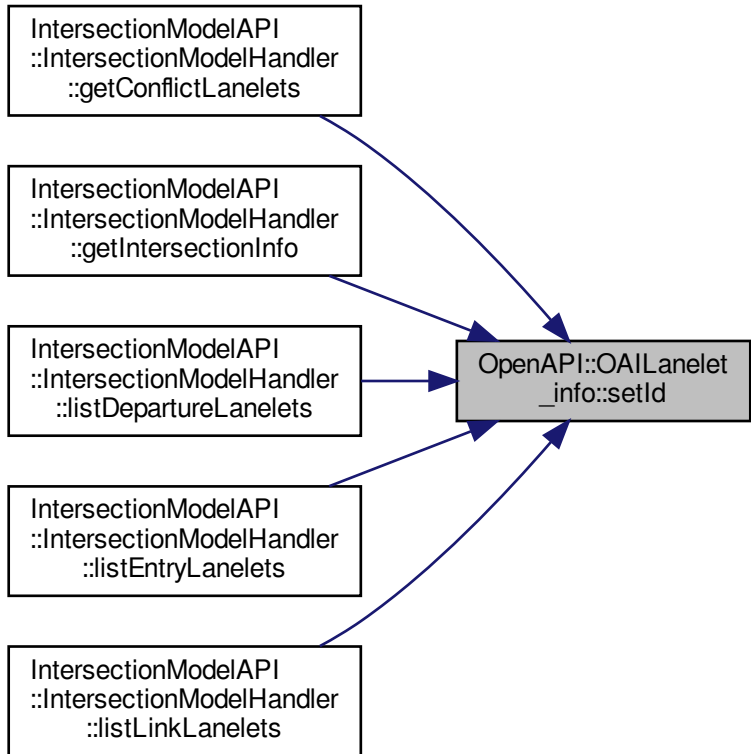 IntersectionModelAPI
::IntersectionModelHandler
::getConflictLanelets
IntersectionModelAPI
::IntersectionModelHandler
::getIntersectionInfo
IntersectionModelAPI
::IntersectionModelHandler
::listDepartureLanelets
IntersectionModelAPI
::IntersectionModelHandler
::listEntryLanelets
IntersectionModelAPI
::IntersectionModelHandler
::listLinkLanelets
OpenAPI::OAILanelet
_info::setId